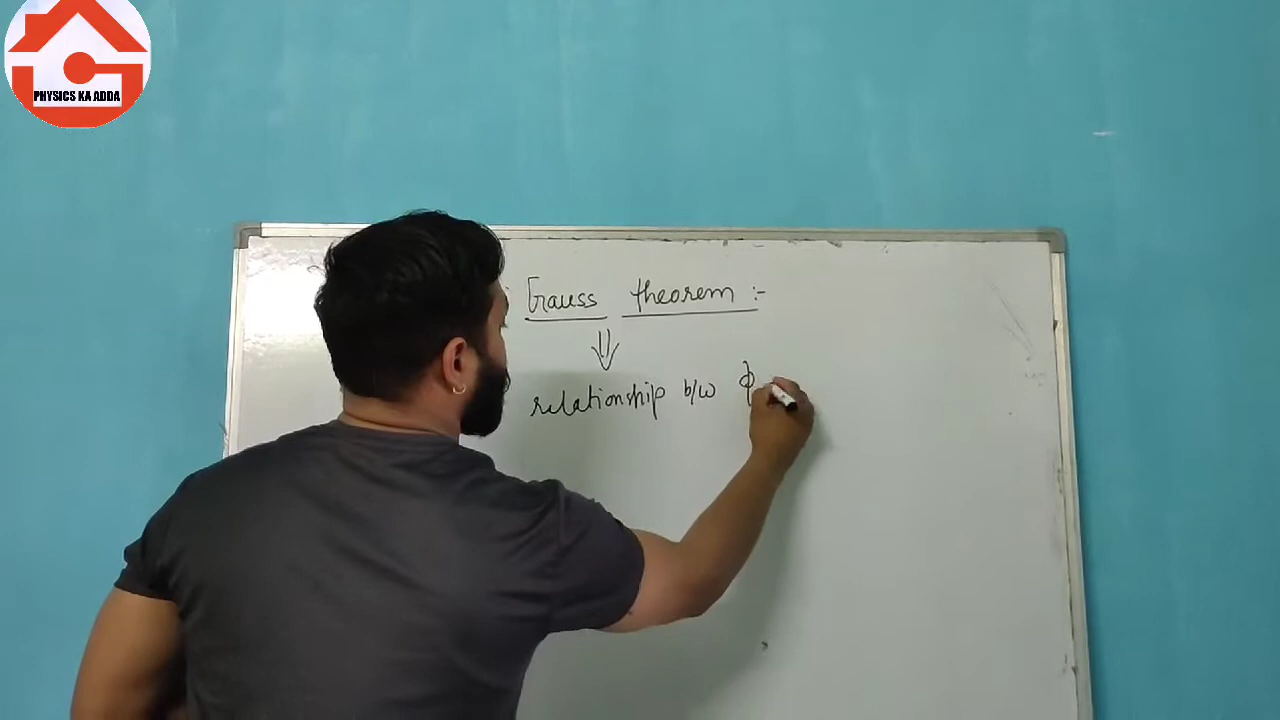 PHYSICS KA ADDA
Gauss theorem :-
⇓
relationship b/w ϕ